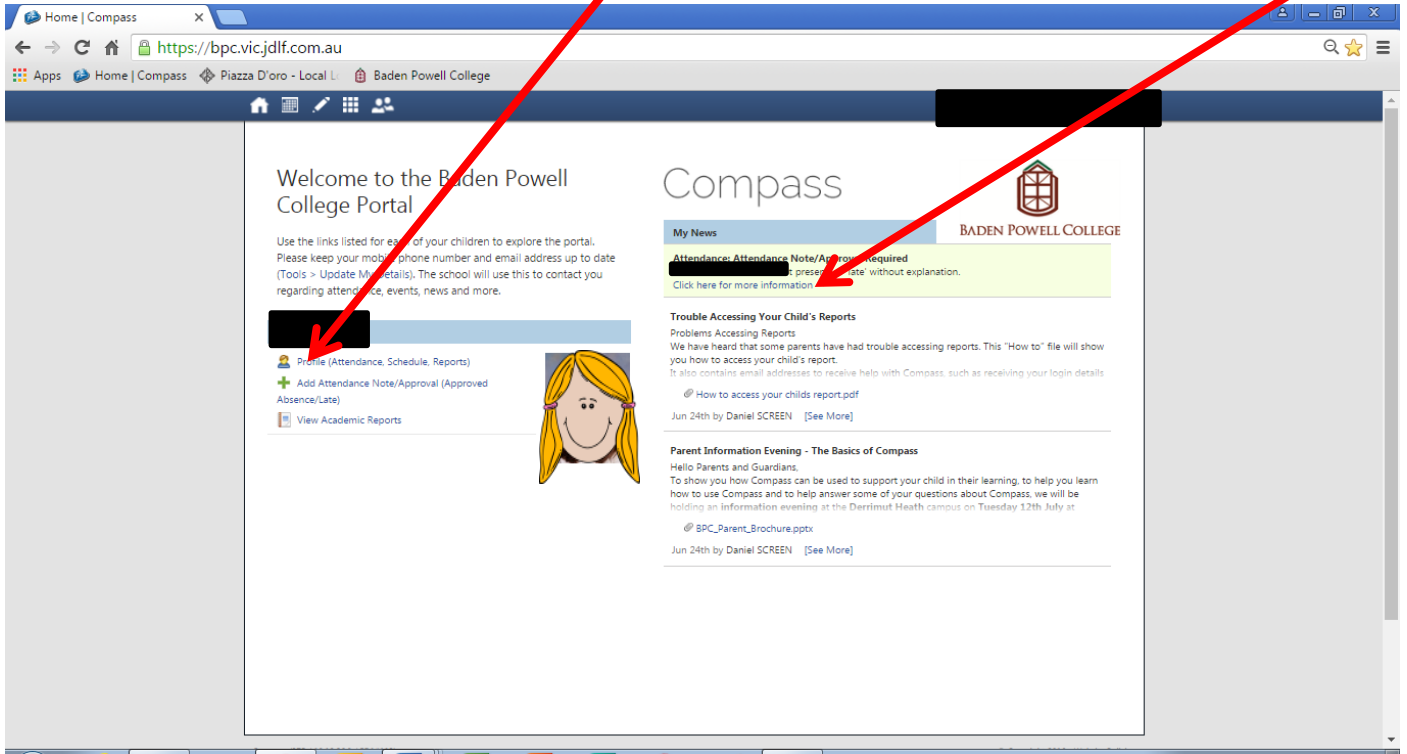 Home | Compass
https://bpc.vic.jdlf.com.au
Apps Home | Compass Piazza D'oro - Local L Baden Powell College
Welcome to the Baden Powell
College Portal
Use the links listed for each of your children to explore the portal.
Please keep your mobile phone number and email address up to date
(Tools > Update My Details). The school will use this to contact you
regarding attendance, events, news and more.
Profile (Attendance, Schedule, Reports)
Add Attendance Note/Approval (Approved
Absence/Late)
View Academic Reports
Compass
BADEN POWELL COLLEGE
My News
Attendance: Attendance Note/Approval Required
'late' without explanation.
Click here for more information
Trouble Accessing Your Child's Reports
Problems Accessing Reports
We have heard that some parents have had trouble accessing reports. This "How to" file will show
you how to access your child's report.
It also contains email addresses to receive help with Compass, such as receiving your login details
How to access your childs report.pdf
Jun 24th by Daniel SCREEN [See More]
Parent Information Evening - The Basics of Compass
Hello Parents and Guardians,
To show you how Compass can be used to support your child in their learning, to help you learn
how to use Compass and to help answer some of your questions about Compass, we will be
holding an information evening at the Derrimut Heath campus on Tuesday 12th July at
BPC_Parent_Brochure.pptx
Jun 24th by Daniel SCREEN [See More]